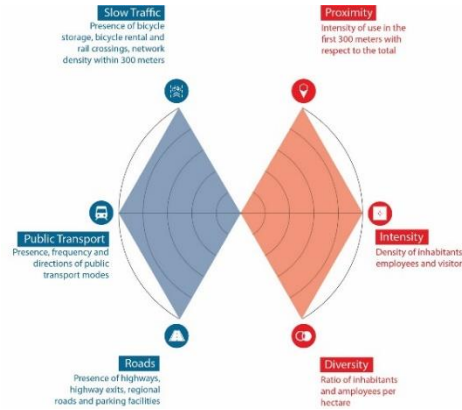 Slow Traffic
Presence of bicycle
storage, bicycle rental and
rail crossings, network
density within 300 meters
Proximity
Intensity of use in the
first 300 meters with
respect to the total
Public Transport
Presence, frequency and
directions of public
transport modes
Intensity
Density of inhabitants
employees and visitor
Roads
Presence of highways,
highway exits, regional
roads and parking facilities
Diversity
Ratio of inhabitants
and amployees per
hectare